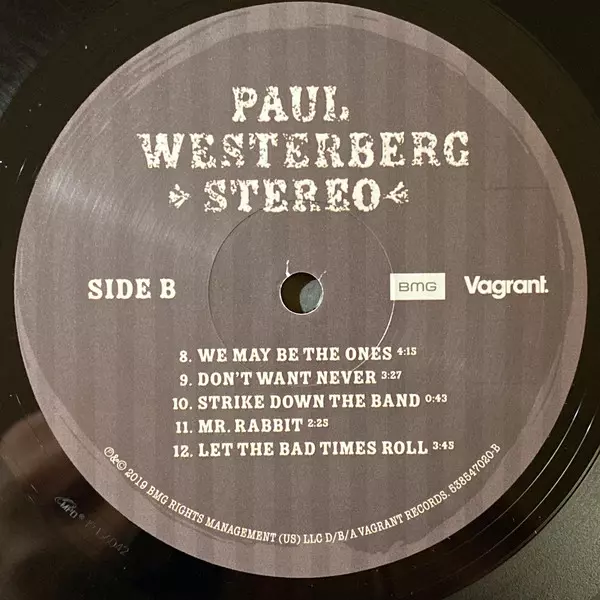 PAUL
WESTERBERG
STEREO
SIDE B
BMG
Vagrant.
8. WE MAY BE THE ONES 4:15
9. DON'T WANT NEVER 3:27
10. STRIKE DOWN THE BAND 0:43
11. MR. RABBIT 2:25
12. LET THE BAD TIMES ROLL 3:45
℗&© 2019 BMG RIGHTS MANAGEMENT (US) LLC D/B/A VAGRANT RECORDS. 538547020-B